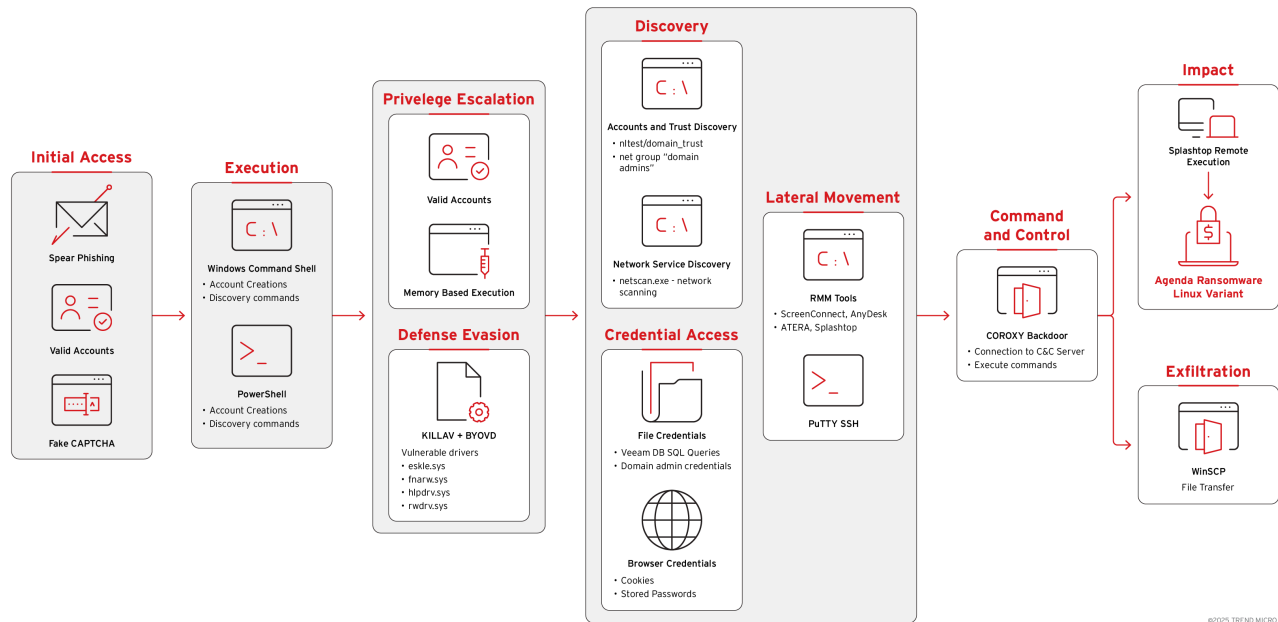 Initial Access
Spear Phishing
Valid Accounts
Fake CAPTCHA
Execution
C:\
Windows Command Shell
• Account Creations
• Discovery commands
>_
PowerShell
• Account Creations
• Discovery commands
Privelege Escalation
Valid Accounts
Memory Based Execution
Defense Evasion
KILLAV + BYOVD
Vulnerable drivers
• eskle.sys
• fnarw.sys
• hlpdrv.sys
• rwdrv.sys
Discovery
C:\
Accounts and Trust Discovery
• nltest/domain_trust
• net group “domain
admins”
C:\
Network Service Discovery
• netscan.exe - network
scanning
Credential Access
File Credentials
• Veeam DB SQL Queries
• Domain admin credentials
Browser Credentials
• Cookies
• Stored Passwords
Lateral Movement
C:\
RMM Tools
• ScreenConnect, AnyDesk
• ATERA, Splashtop
>_
PuTTY SSH
Command
and Control
COROXY Backdoor
• Connection to C&C Server
• Execute commands
Impact
Splashtop Remote
Execution
$
Agenda Ransomware
Linux Variant
Exfiltration
WinSCP
File Transfer
©2025 TREND MICRO